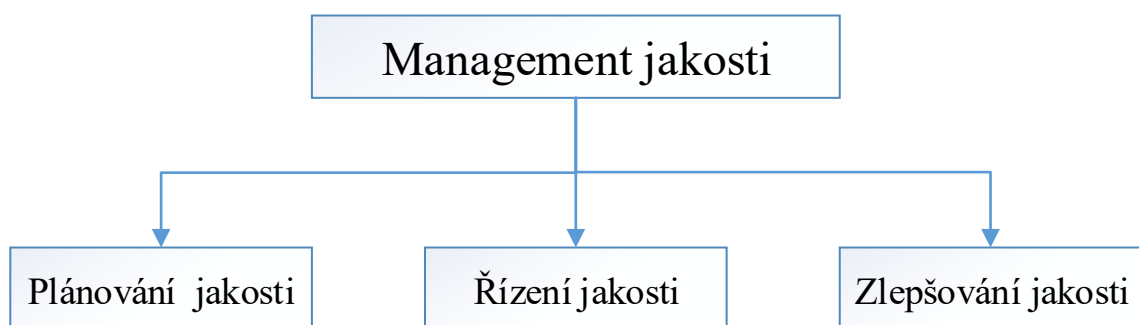 Management jakosti
Plánování jakosti
Řízení jakosti
Zlepšování jakosti